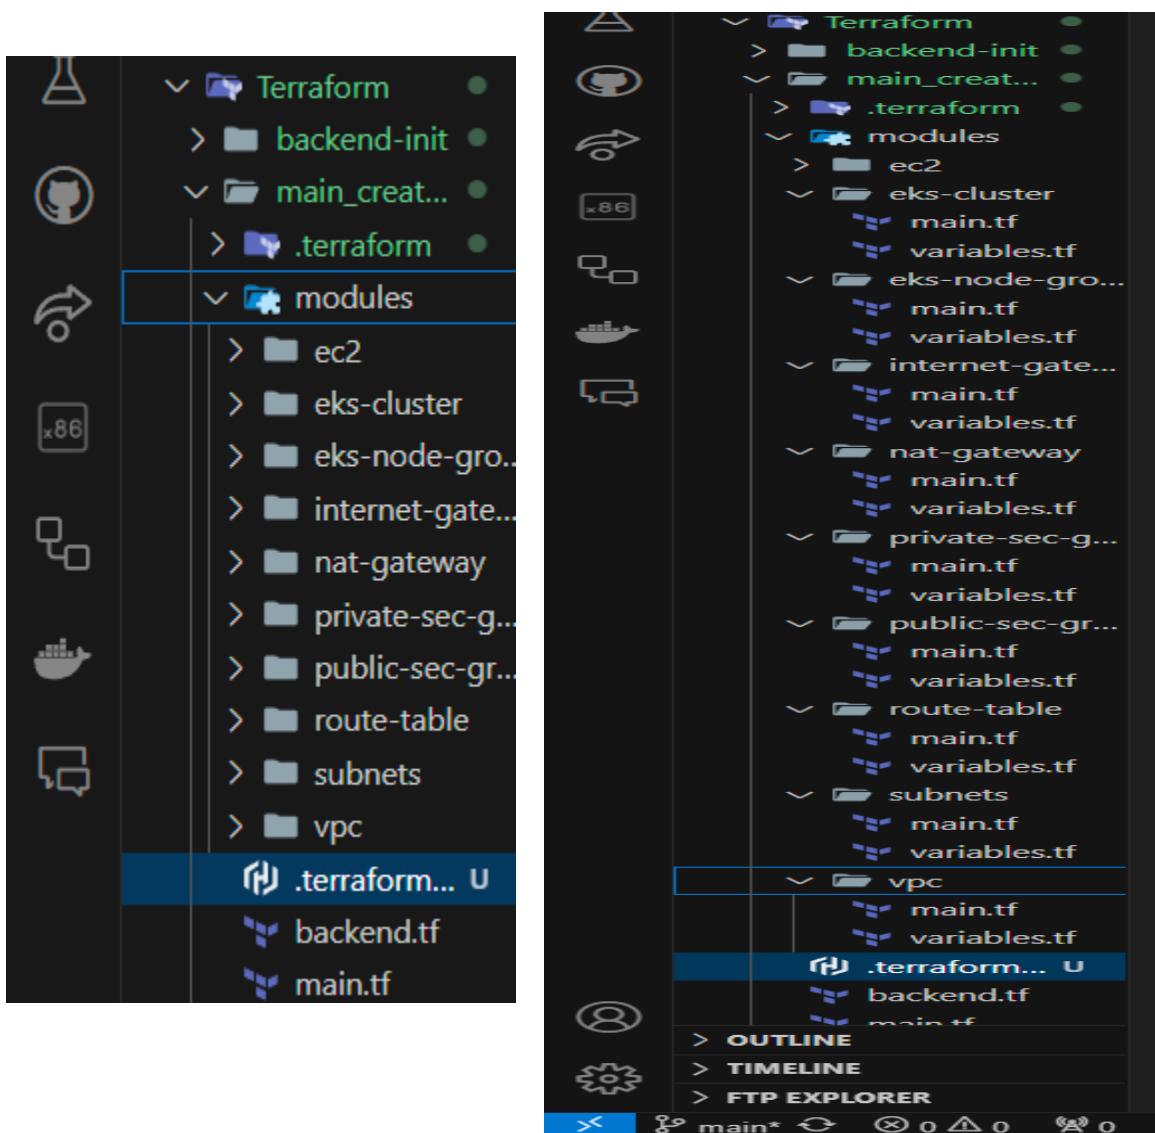 Terraform
backend-init
main_creat...
.terraform
modules
ec2
eks-cluster
eks-node-gro..
internet-gate...
nat-gateway
private-sec-g...
public-sec-gr...
route-table
subnets
vpc
.terraform... U
backend.tf
main.tf
x86
Terraform
backend-init
main_creat...
.terraform
modules
ec2
eks-cluster
main.tf
variables.tf
eks-node-gro...
main.tf
variables.tf
internet-gate...
main.tf
variables.tf
nat-gateway
main.tf
variables.tf
private-sec-g...
main.tf
variables.tf
public-sec-gr...
main.tf
variables.tf
route-table
main.tf
variables.tf
subnets
main.tf
variables.tf
vpc
main.tf
variables.tf
.terraform... U
backend.tf
main.tf
x86
OUTLINE
TIMELINE
FTP EXPLORER
main* 0 0 0